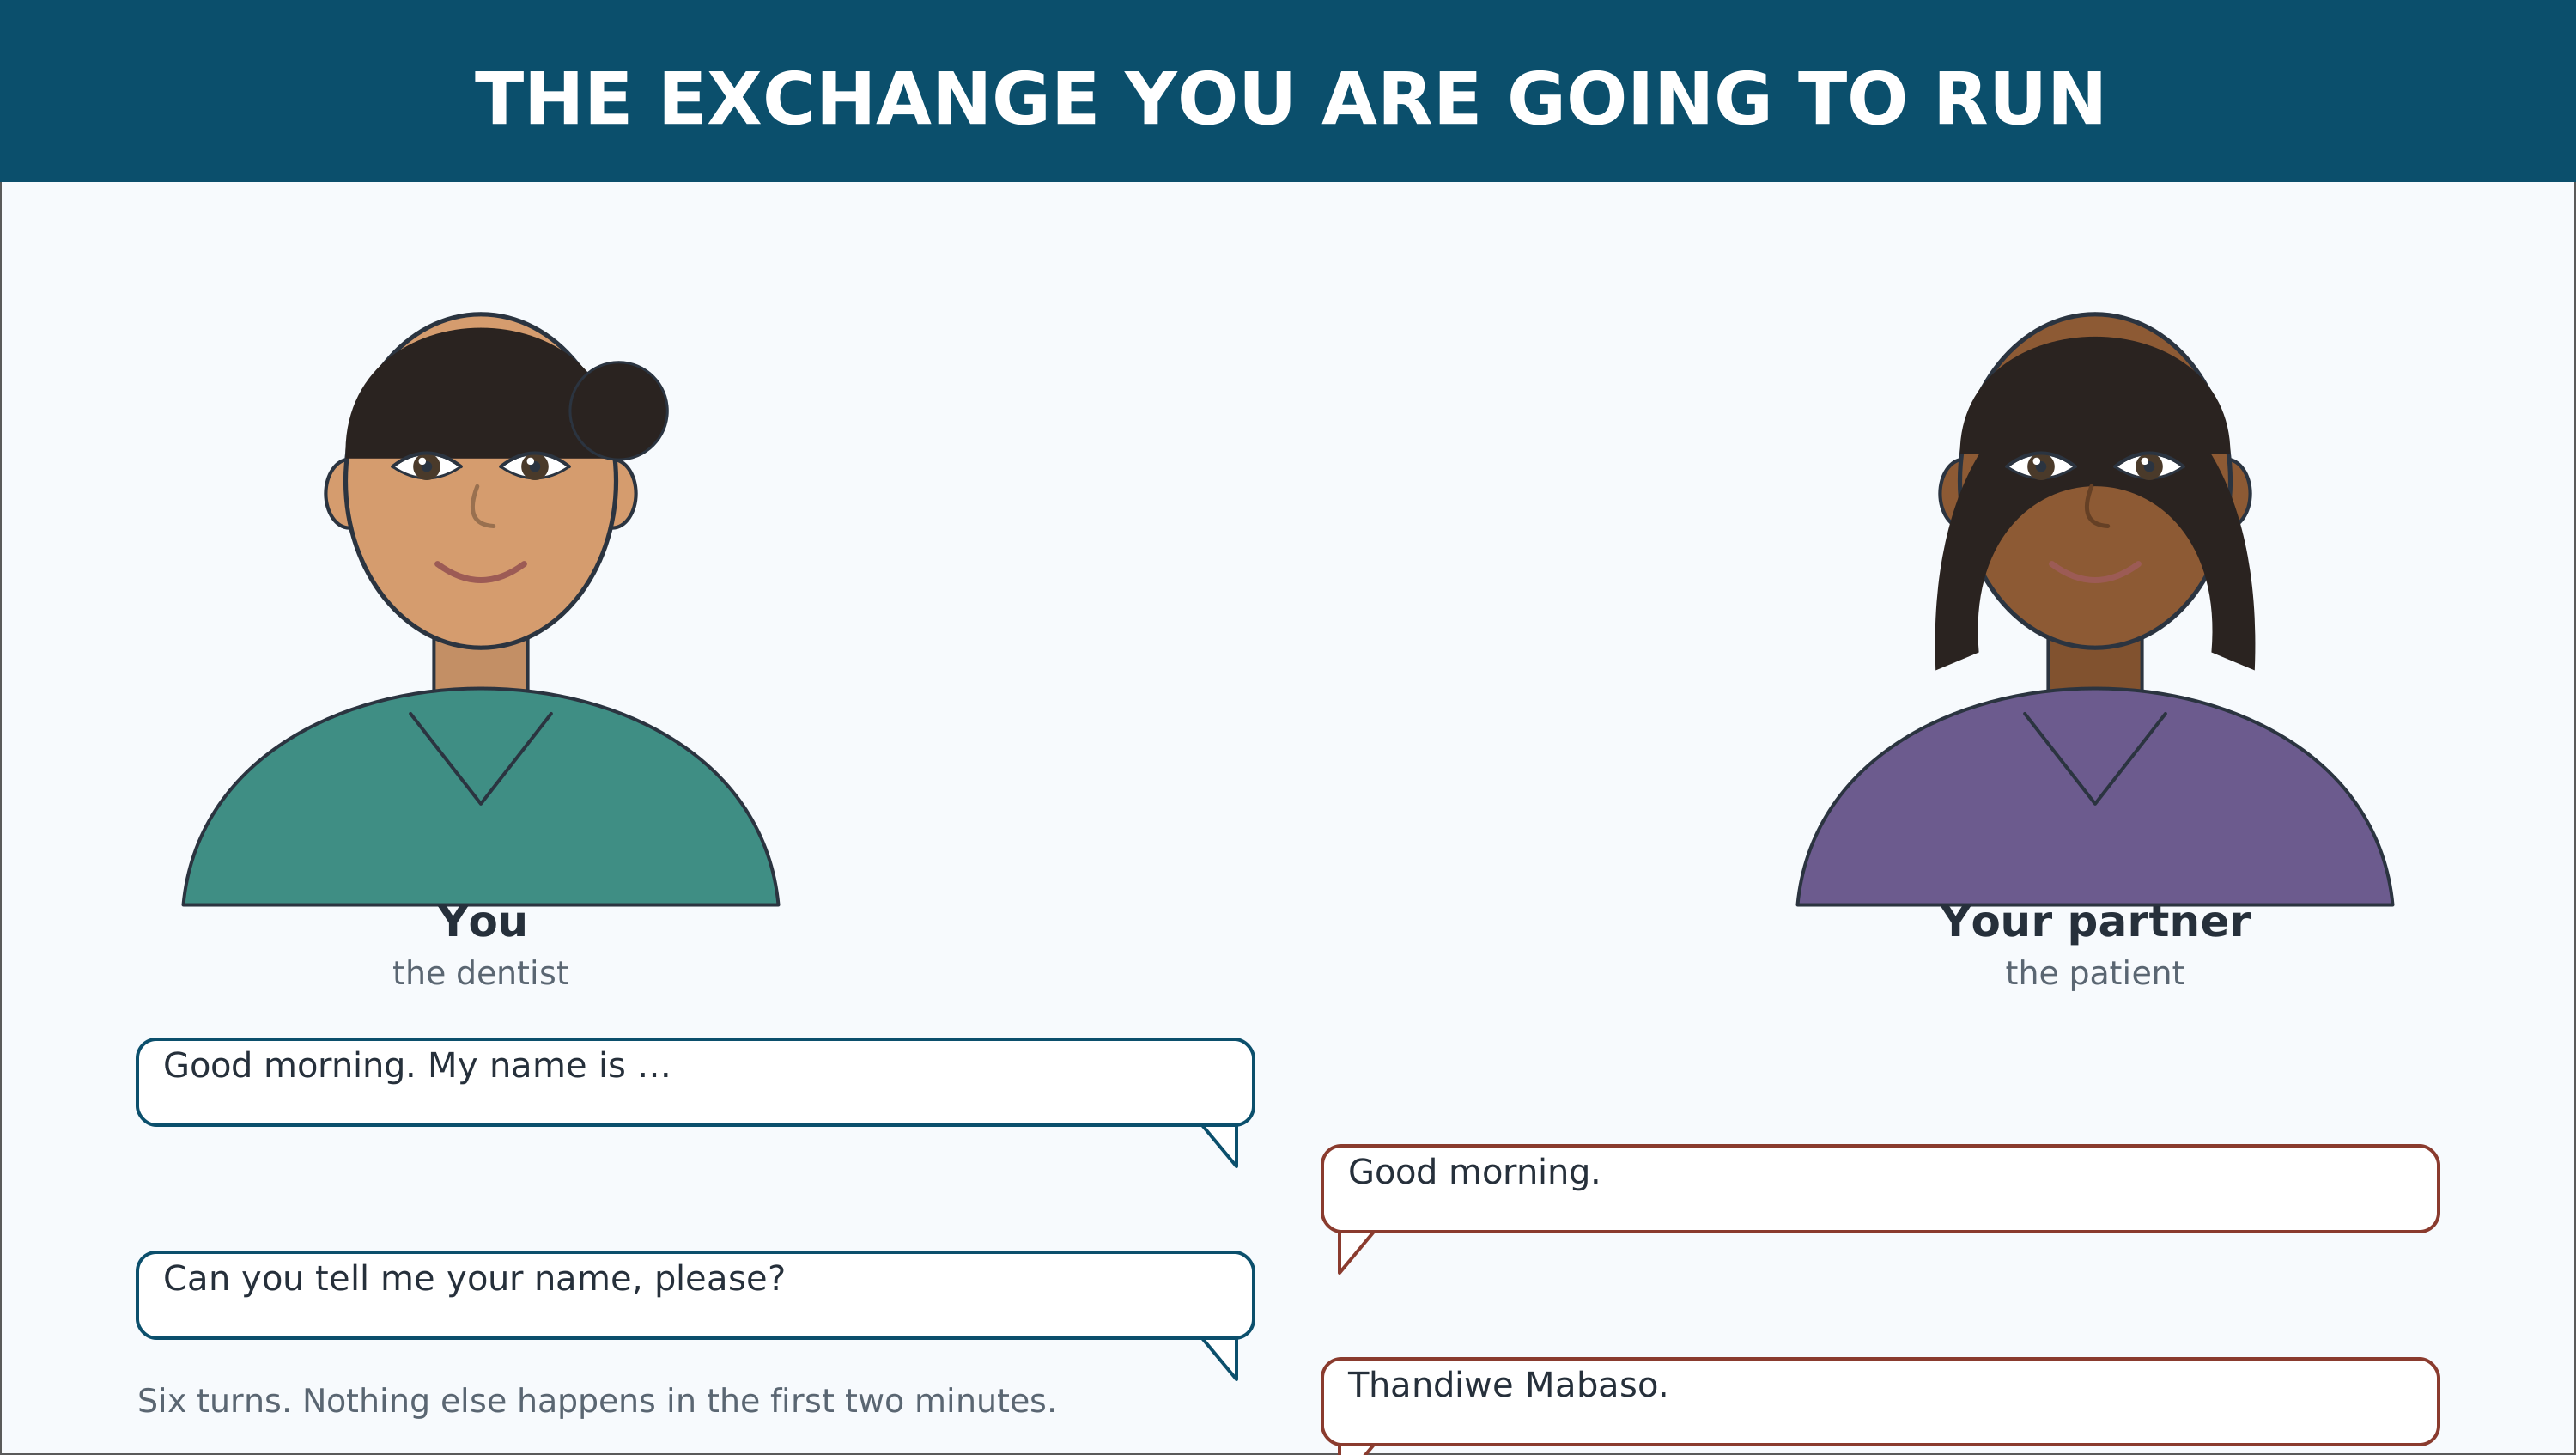 THE EXCHANGE YOU ARE GOING TO RUN
You
the dentist
Your partner
the patient
Good morning. My name is …
Good morning.
Can you tell me your name, please?
Thandiwe Mabaso.
Six turns. Nothing else happens in the first two minutes.